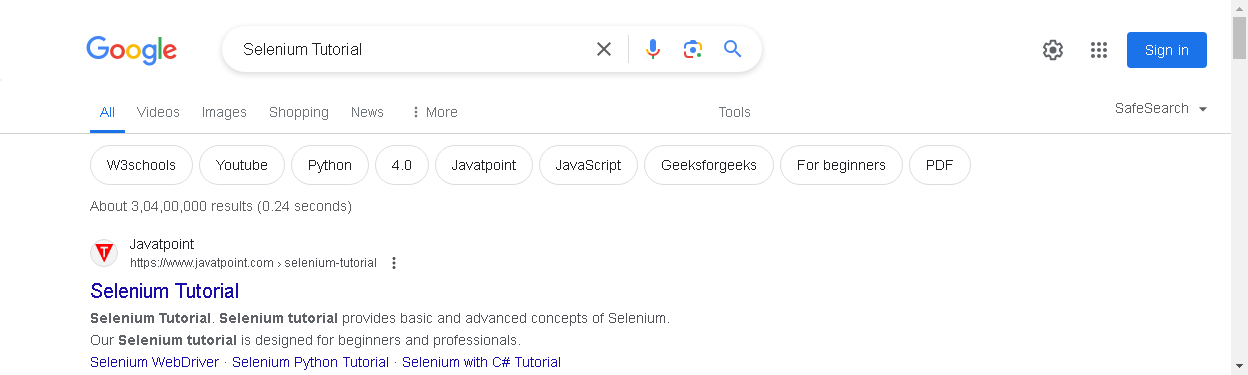 Google Selenium Tutorial Sign in
All Videos Images Shopping News More Tools SafeSearch
W3schools Youtube Python 4.0 Javatpoint JavaScript Geeksforgeeks For beginners PDF
About 3,04,00,000 results (0.24 seconds)
T Javatpoint
https://www.javatpoint.com › selenium-tutorial
Selenium Tutorial
Selenium Tutorial. Selenium tutorial provides basic and advanced concepts of Selenium.
Our Selenium tutorial is designed for beginners and professionals.
Selenium WebDriver · Selenium Python Tutorial · Selenium with C# Tutorial